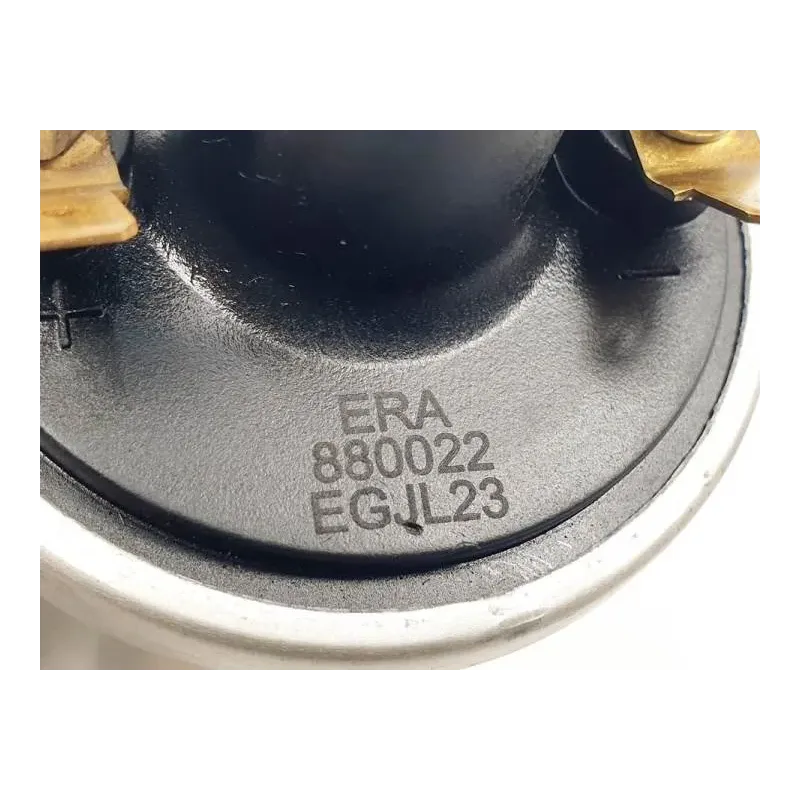 ERA
880022
EGJL23
+
-